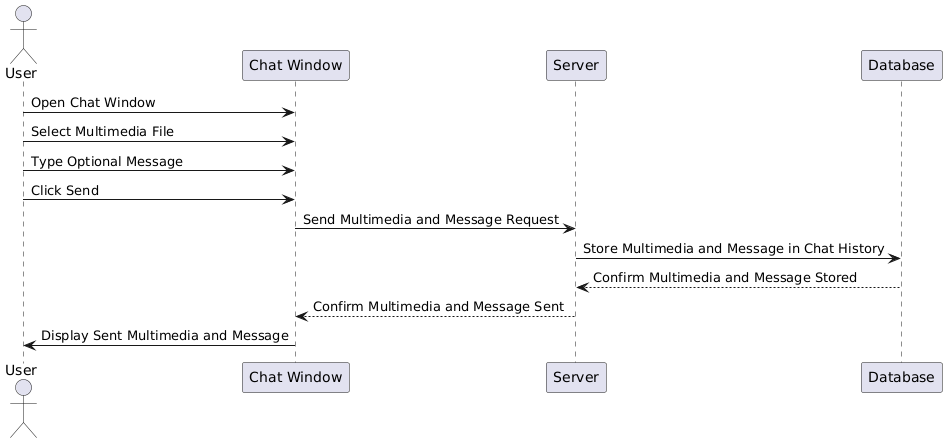 User
Chat Window
Server
Database
Open Chat Window
Select Multimedia File
Type Optional Message
Click Send
Send Multimedia and Message Request
Store Multimedia and Message in Chat History
Confirm Multimedia and Message Stored
Confirm Multimedia and Message Sent
Display Sent Multimedia and Message
User
Chat Window
Server
Database